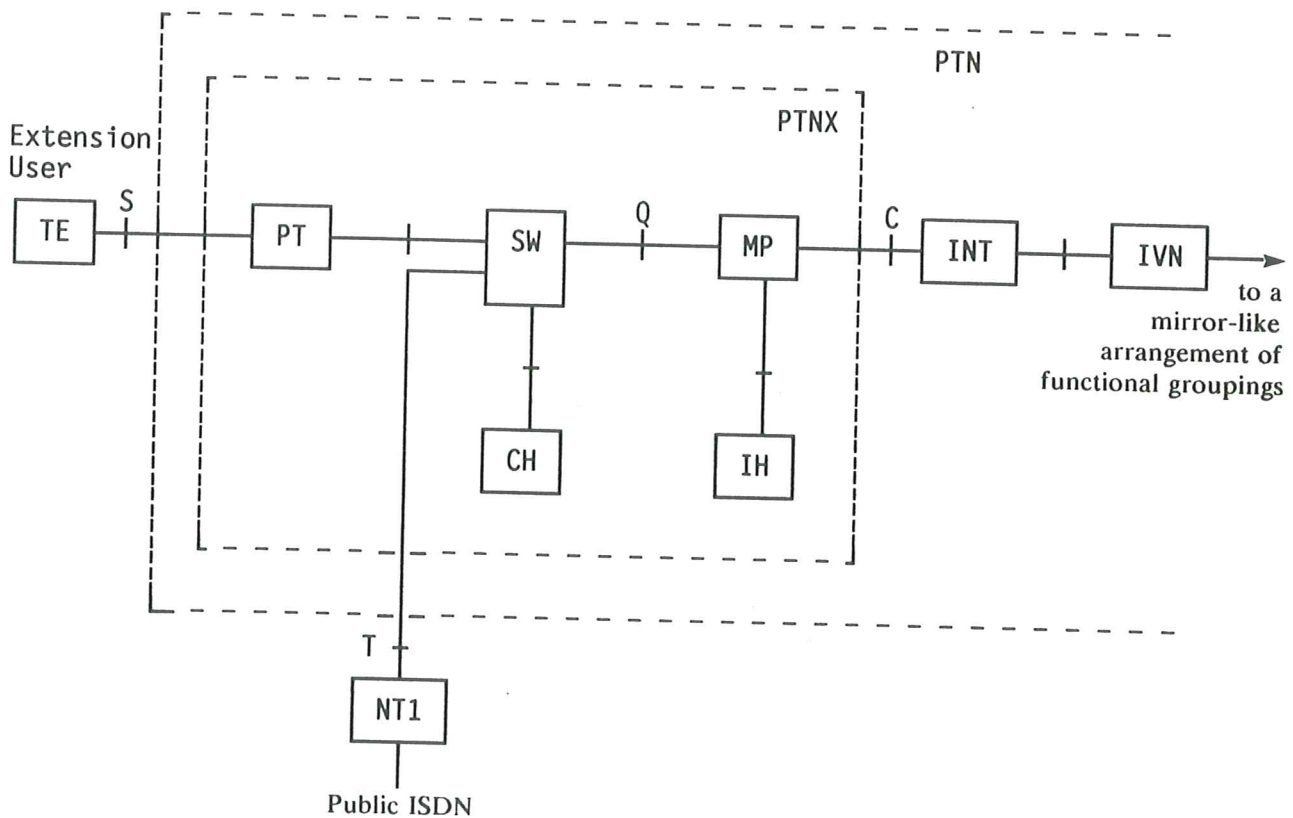 PTN
PTNX
Extension
User
TE
S
PT
SW
Q
MP
C
INT
IVN
to a
mirror-like
arrangement of
functional groupings
CH
IH
T
NT1
Public ISDN